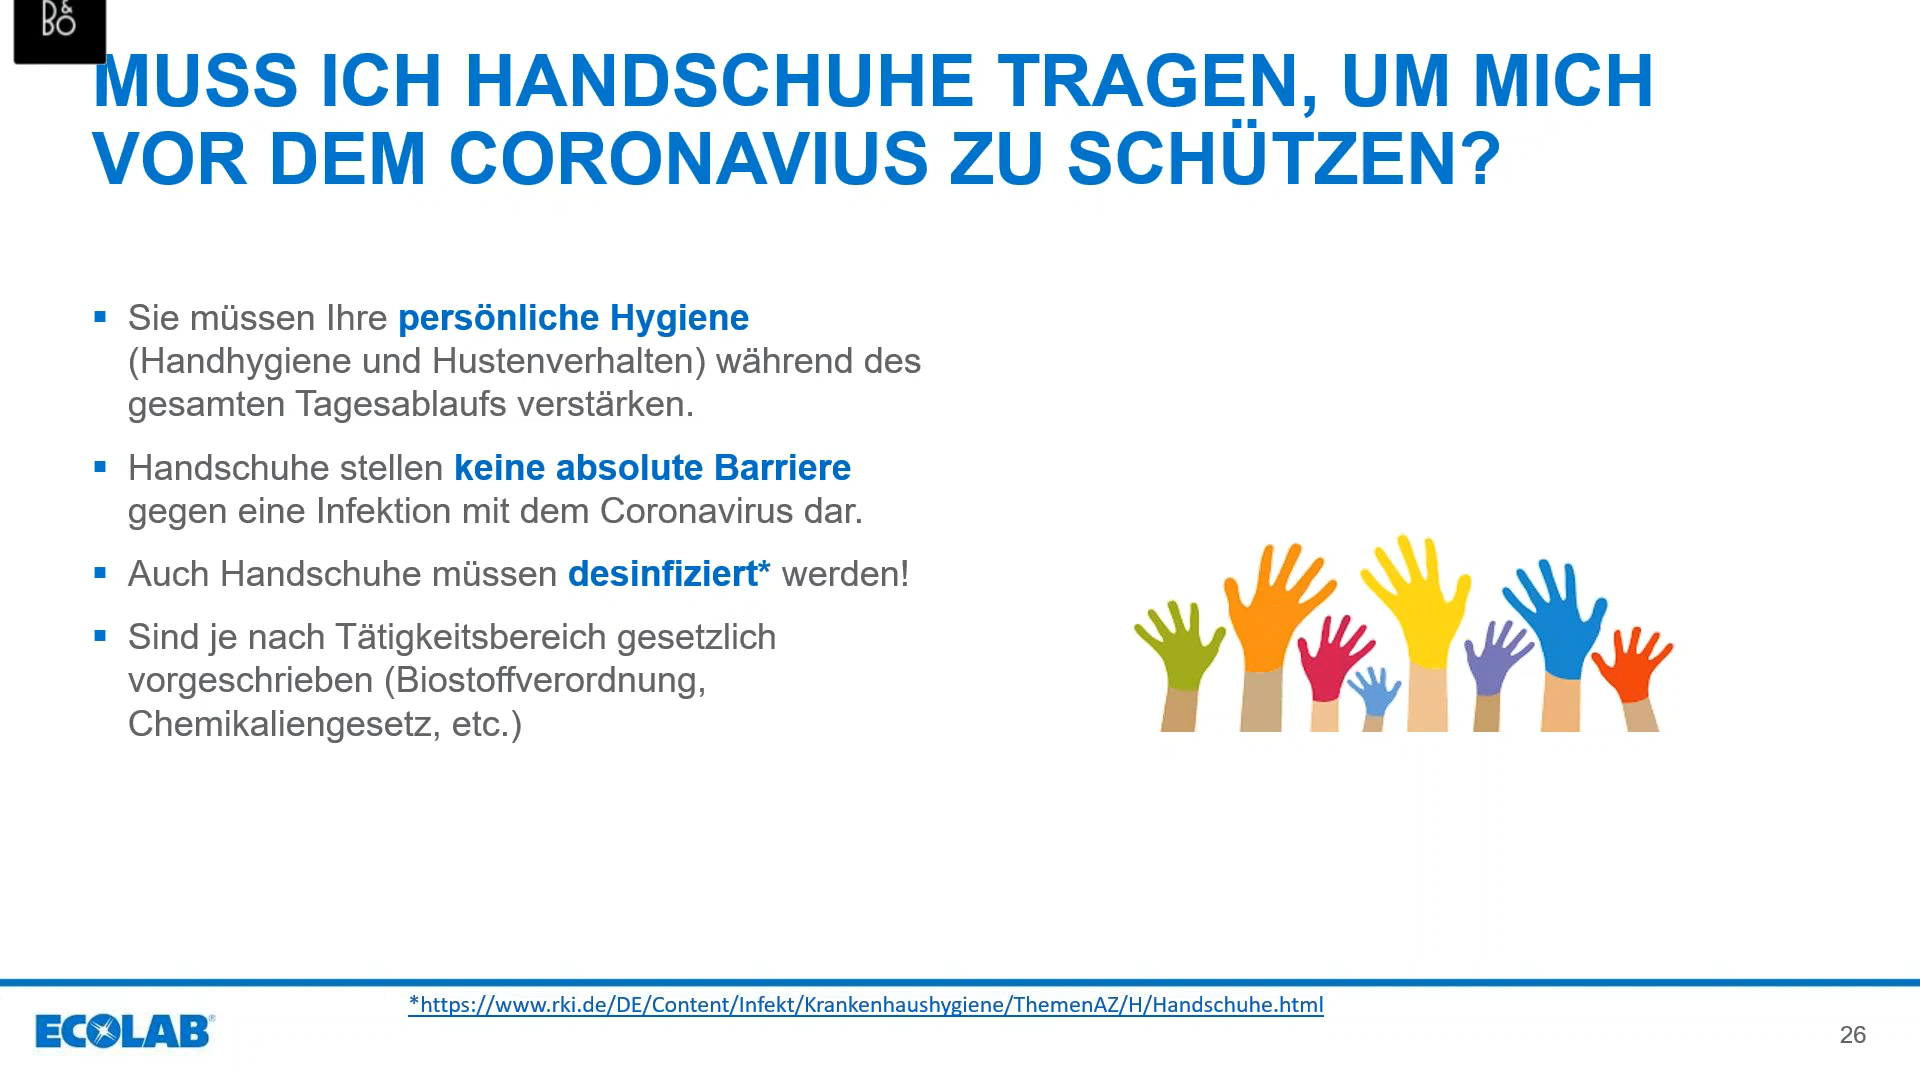 B&
BO
MUSS ICH HANDSCHUHE TRAGEN, UM MICH
VOR DEM CORONAVIUS ZU SCHÜTZEN?
▪ Sie müssen Ihre persönliche Hygiene
(Handhygiene und Hustenverhalten) während des
gesamten Tagesablaufs verstärken.
▪ Handschuhe stellen keine absolute Barriere
gegen eine Infektion mit dem Coronavirus dar.
▪ Auch Handschuhe müssen desinfiziert* werden!
▪ Sind je nach Tätigkeitsbereich gesetzlich
vorgeschrieben (Biostoffverordnung,
Chemikaliengesetz, etc.)
*https://www.rki.de/DE/Content/Infekt/Krankenhaushygiene/ThemenAZ/H/Handschuhe.html
ECOLAB®
26